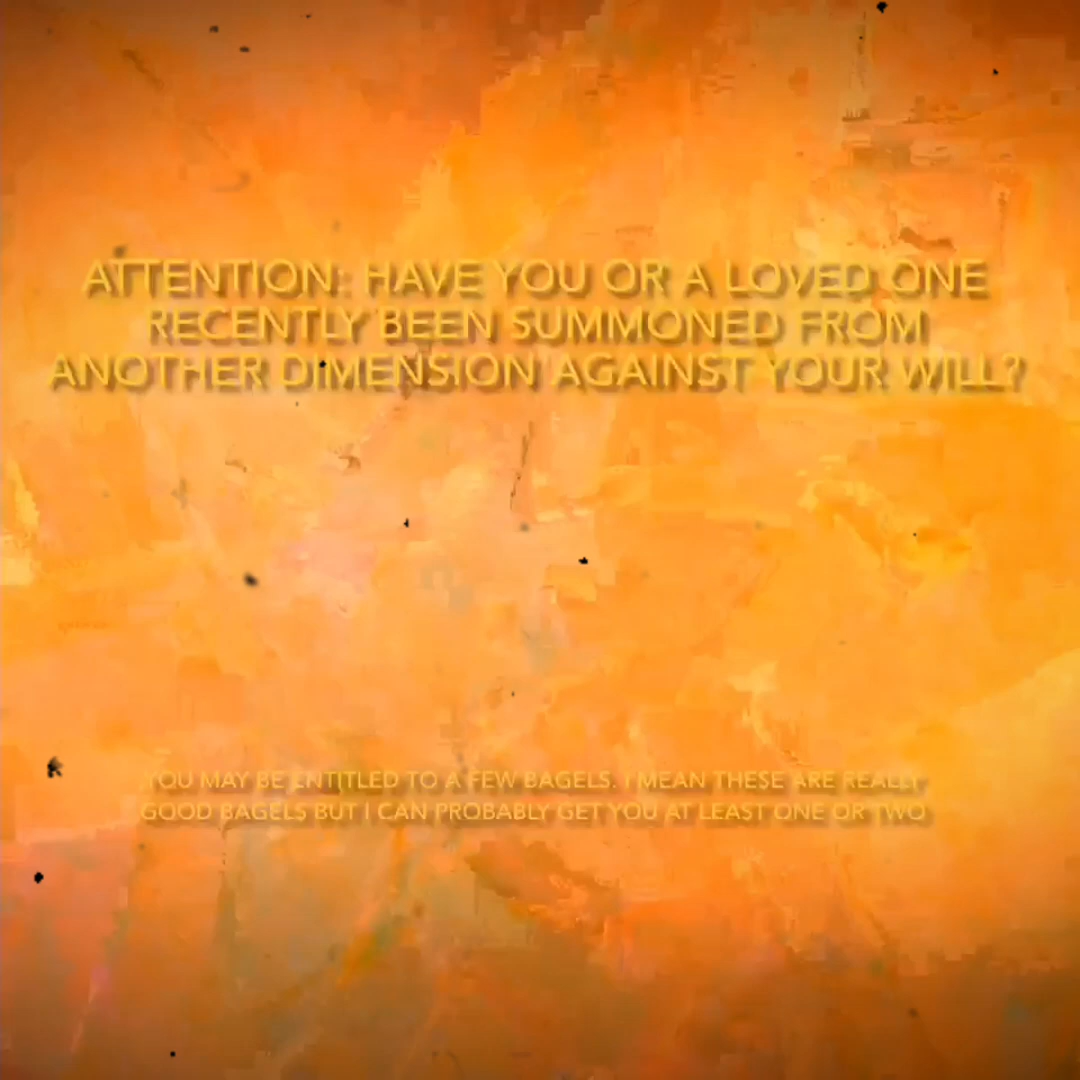 ATTENTION: HAVE YOU OR A LOVED ONE
RECENTLY BEEN SUMMONED FROM
ANOTHER DIMENSION AGAINST YOUR WILL?
YOU MAY BE ENTITLED TO A FEW BAGELS. I MEAN THESE ARE REALLY
GOOD BAGELS BUT I CAN PROBABLY GET YOU AT LEAST ONE OR TWO